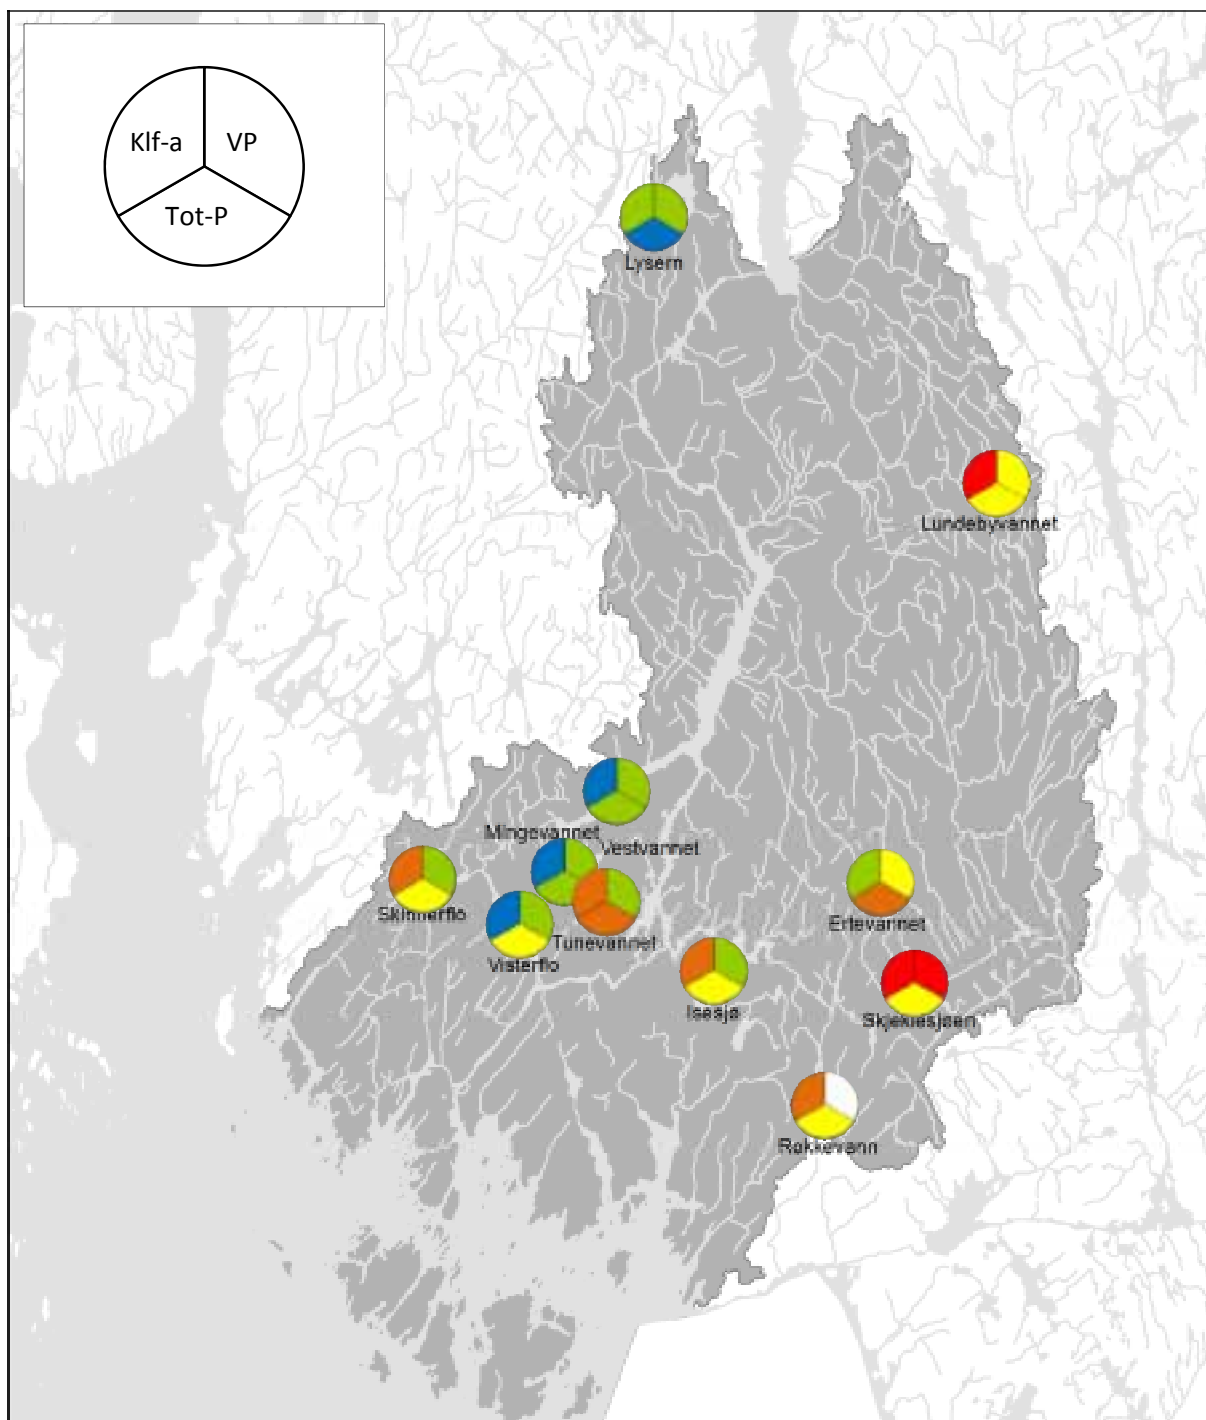 Klf-a
VP
Tot-P
Lysern
Lundebyvannet
Mingevannet
Vestvannet
Skinnerflo
Tunevannet
Visterflo
Ertevannet
Isesjø
Rokkevann